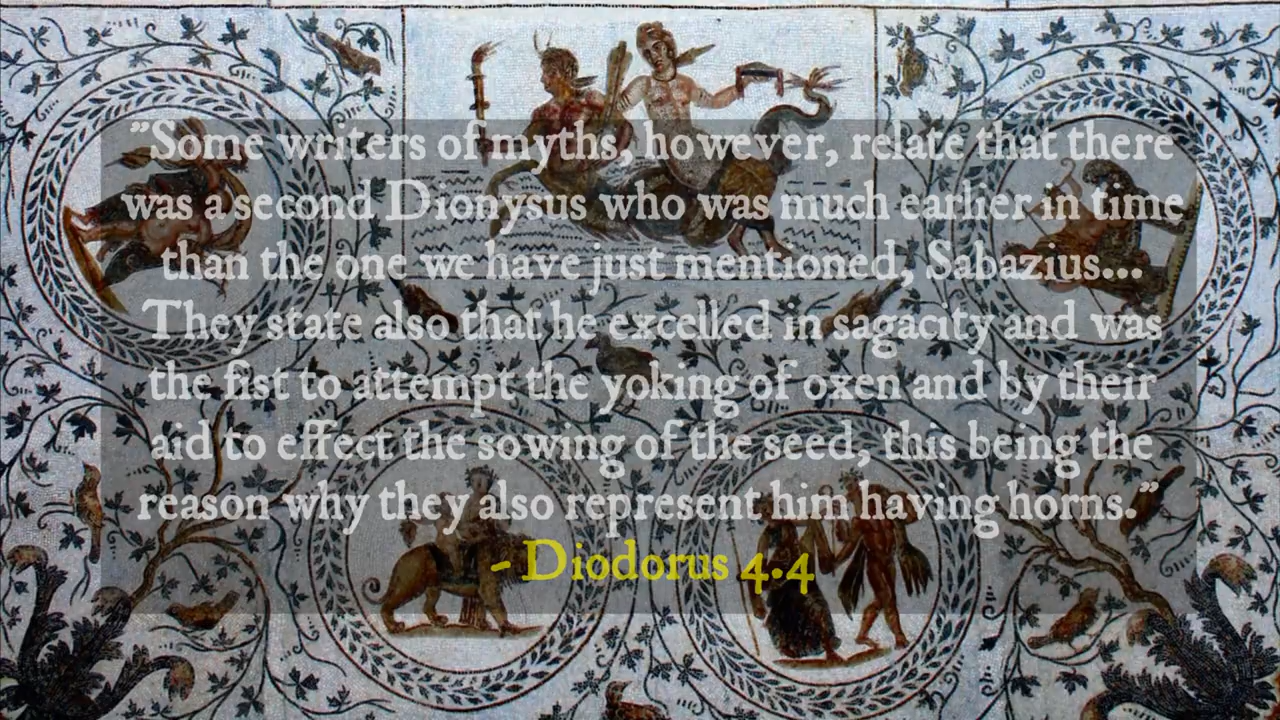 "Some writers of myths, however, relate that there
was a second Dionysus who was much earlier in time
than the one we have just mentioned, Sabazius...
They state also that he excelled in sagacity and was
the fist to attempt the yoking of oxen and by their
aid to effect the sowing of the seed, this being the
reason why they also represent him having horns."
- Diodorus 4.4